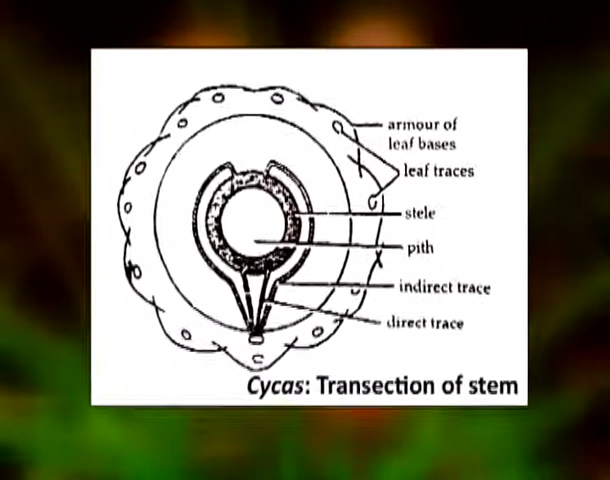 armour of
leaf bases
leaf traces
stele
pith
indirect trace
direct trace
Cycas: Transection of stem